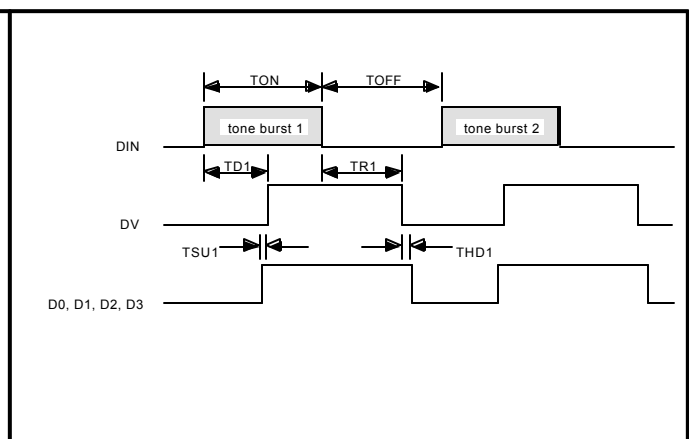 TON TOFF
DIN tone burst 1 tone burst 2
TD1 TR1
DV
TSU1 THD1
D0, D1, D2, D3